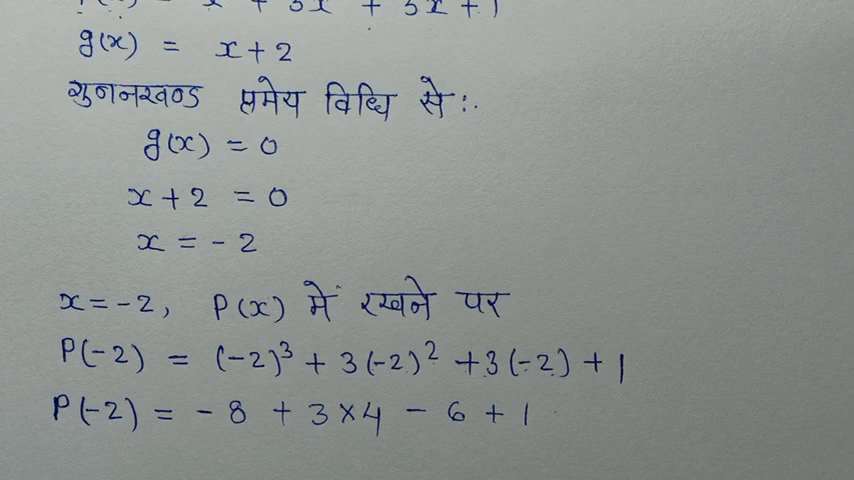 g(x) = x + 2
गुननखण्ड प्रमेय विधि से :.
g(x) = 0
x + 2 = 0
x = - 2
x = -2, P(x) में रखने पर
P(-2) = (-2)³ + 3(-2)² + 3(-2) + 1
P(-2) = - 8 + 3×4 - 6 + 1